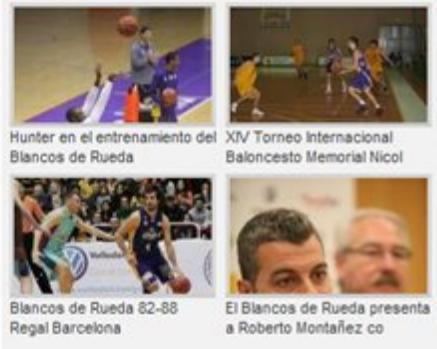 Hunter en el entrenamiento del
Blancos de Rueda
XIV Torneo Internacional
Baloncesto Memorial Nicol
Blancos de Rueda 82-88
Regal Barcelona
El Blancos de Rueda presenta
a Roberto Montañez co